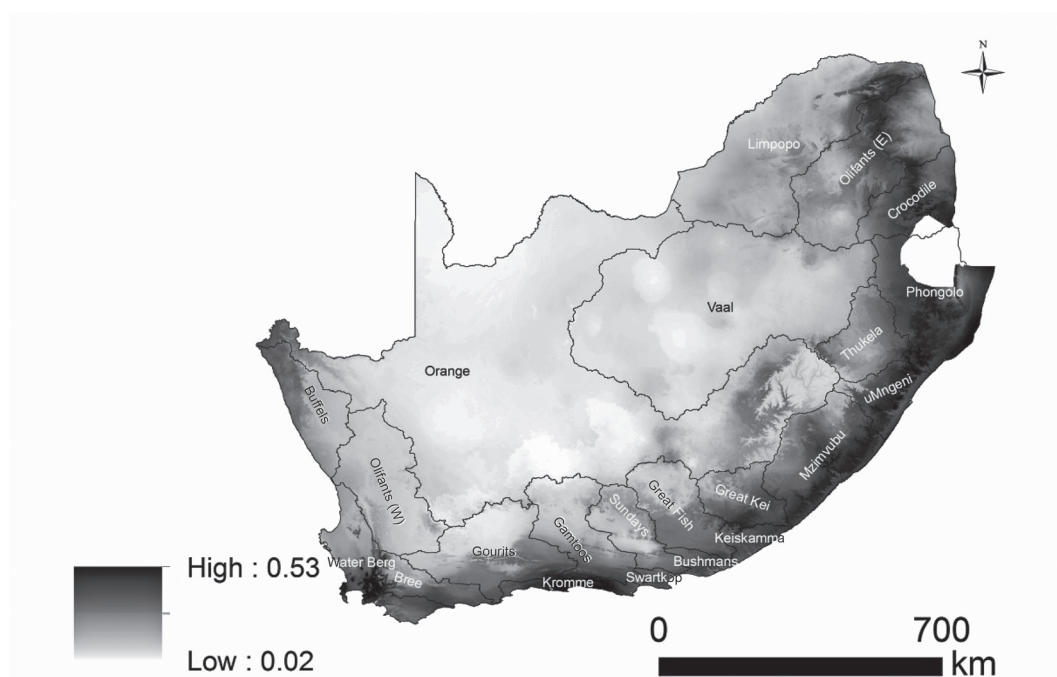 N
Limpopo
Olifants (E)
Crocodile
Phongolo
Vaal
Thukela
Orange
uMngeni
Buffels
Mzimvubu
Olifants (W)
Great Kei
Great Fish
Sundays
Gamtoos
Keiskamma
Gourits
Water Berg
Bushmans
Bree
Kromme
Swartkop
High : 0.53
Low : 0.02
0 700
km